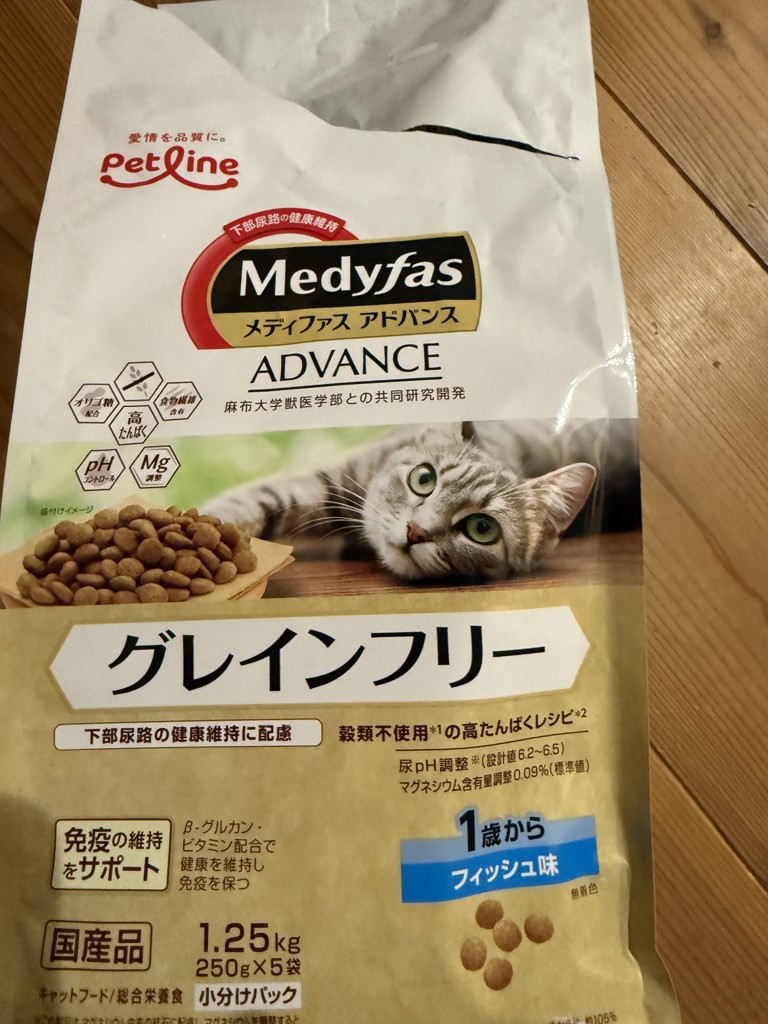 愛情を品質に。
Petline
下部尿路の健康維持
Medyfas
メディファス アドバンス
ADVANCE
麻布大学獣医学部との共同研究開発
オリゴ糖
配合
食物繊維
含有
高
たんぱく
pH
コントロール
Mg
調整
盛付けイメージ
グレインフリー
下部尿路の健康維持に配慮
穀類不使用*1の高たんぱくレシピ*2
尿pH調整※(設計値6.2~6.5)
マグネシウム含有量調整0.09%(標準値)
免疫の維持
をサポート
β-グルカン・
ビタミン配合で
健康を維持し
免疫を保つ
1歳から
フィッシュ味
無着色
国産品
1.25kg
250g×5袋
キャットフード/総合栄養食
小分けパック
約105%